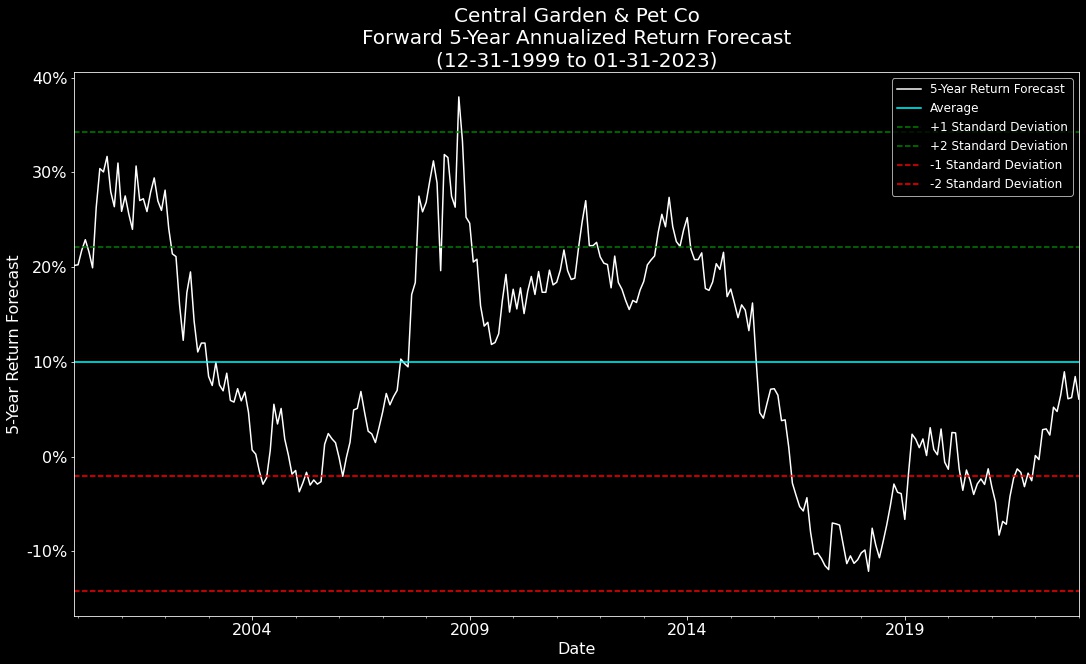 Central Garden & Pet Co
Forward 5-Year Annualized Return Forecast
(12-31-1999 to 01-31-2023)
40%
30%
20%
10%
0%
-10%
5-Year Return Forecast
5-Year Return Forecast
Average
+1 Standard Deviation
+2 Standard Deviation
-1 Standard Deviation
-2 Standard Deviation
2004 2009 2014 2019
Date